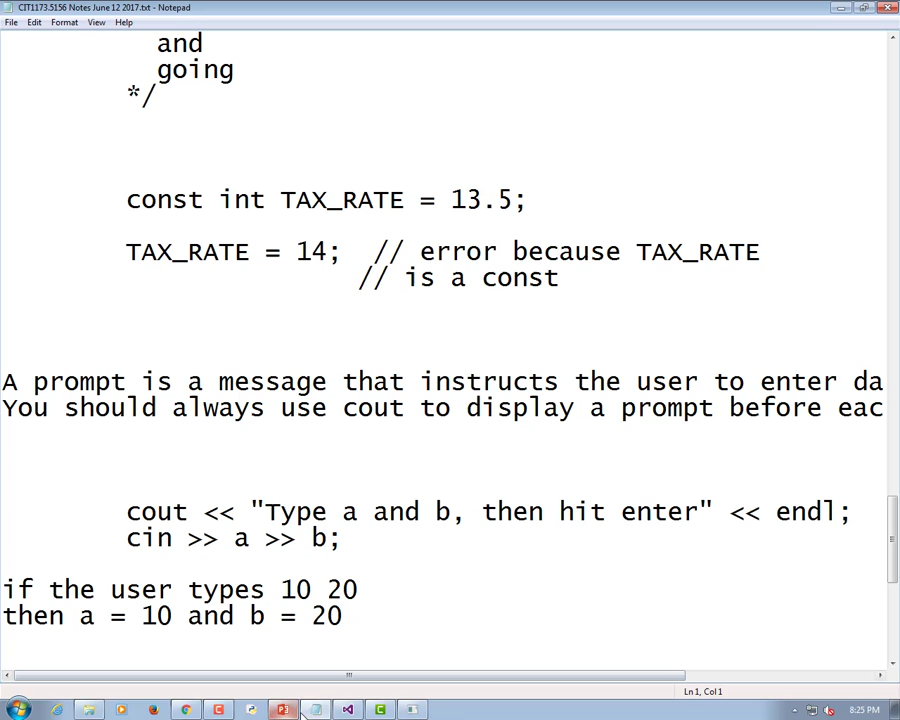 CIT1173.5156 Notes June 12 2017.txt - Notepad
File Edit Format View Help
and
going
*/
const int TAX_RATE = 13.5;
TAX_RATE = 14; // error because TAX_RATE
// is a const
A prompt is a message that instructs the user to enter da
You should always use cout to display a prompt before eac
cout << "Type a and b, then hit enter" << endl;
cin >> a >> b;
if the user types 10 20
then a = 10 and b = 20
Ln 1, Col 1
8:25 PM